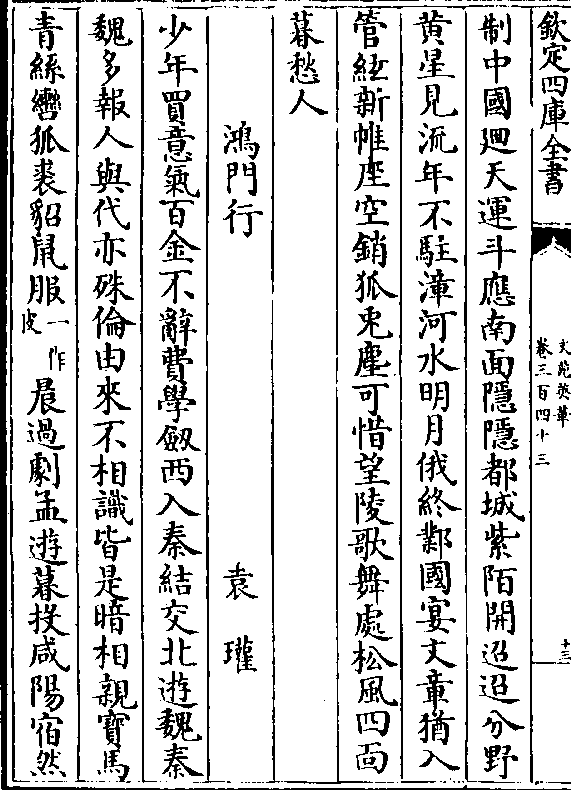 欽定四庫全書
文苑英華
卷三百四十三
十三
制中國迴天運斗應南面隱隱都城紫陌開迢迢分野
黄星見流年不駐漳河水明月俄終鄴國宴文章猶入
管絃新帷座空銷狐兎塵可惜望陵歌舞處松風四面
暮愁人
鴻門行
袁瓘
少年買意氣百金不辭費學劒西入秦結交北遊魏秦
魏多報人與代亦殊倫由來不相識皆是暗相親寳馬
青絲轡狐裘貂䑕服一作皮晨過劇孟遊暮投咸陽宿然